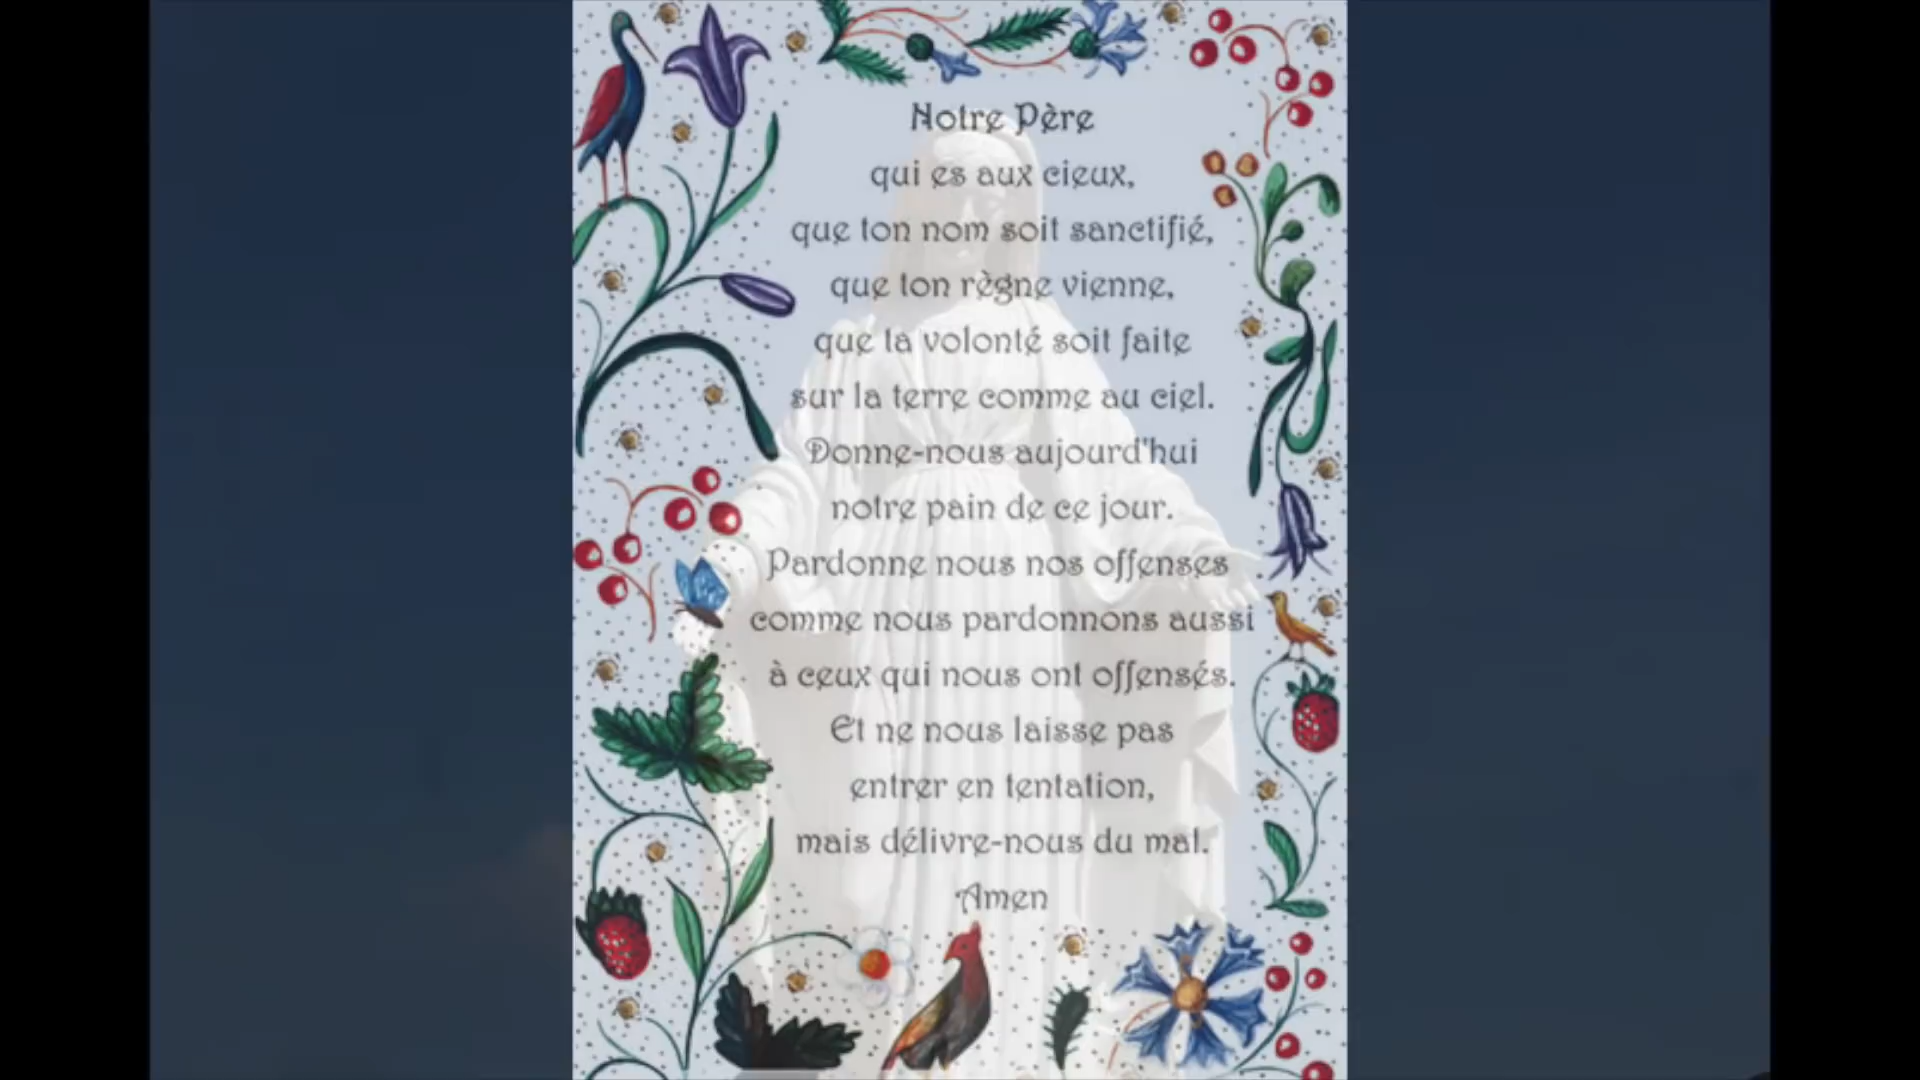 Notre Père
qui es aux cieux,
que ton nom soit sanctifié,
que ton règne vienne,
que ta volonté soit faite
sur la terre comme au ciel.
Donne-nous aujourd'hui
notre pain de ce jour.
Pardonne nous nos offenses
comme nous pardonnons aussi
à ceux qui nous ont offensés.
Et ne nous laisse pas
entrer en tentation,
mais délivre-nous du mal.
Amen